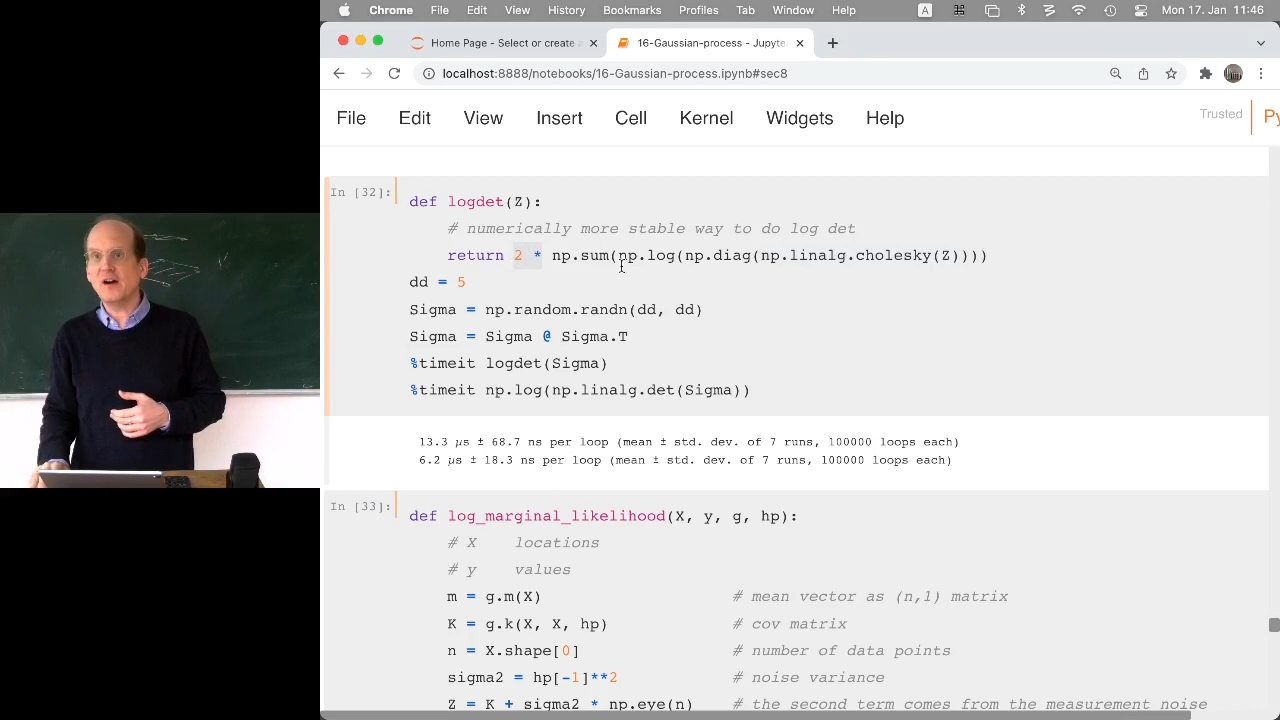 Chrome File Edit View History Bookmarks Profiles Tab Window Help A Mon 17. Jan 11:46
Home Page - Select or create a
16-Gaussian-process - Jupyte
localhost:8888/notebooks/16-Gaussian-process.ipynb#sec8
File Edit View Insert Cell Kernel Widgets Help Trusted Py
In [32]:
def logdet(Z):
# numerically more stable way to do log det
return 2 * np.sum(np.log(np.diag(np.linalg.cholesky(Z))))
dd = 5
Sigma = np.random.randn(dd, dd)
Sigma = Sigma @ Sigma.T
%timeit logdet(Sigma)
%timeit np.log(np.linalg.det(Sigma))
13.3 µs ± 68.7 ns per loop (mean ± std. dev. of 7 runs, 100000 loops each)
6.2 µs ± 18.3 ns per loop (mean ± std. dev. of 7 runs, 100000 loops each)
In [33]:
def log_marginal_likelihood(X, y, g, hp):
# X locations
# y values
m = g.m(X) # mean vector as (n,1) matrix
K = g.k(X, X, hp) # cov matrix
n = X.shape[0] # number of data points
sigma2 = hp[-1]**2 # noise variance
Z = K + sigma2 * np.eye(n) # the second term comes from the measurement noise